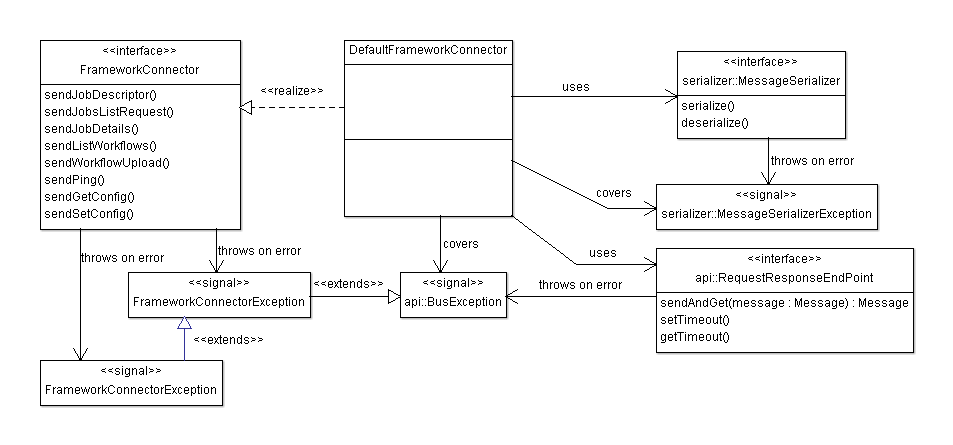 <<interface>>
FrameworkConnector
sendJobDescriptor()
sendJobsListRequest()
sendJobDetails()
sendListWorkflows()
sendWorkflowUpload()
sendPing()
sendGetConfig()
sendSetConfig()
<<realize>>
DefaultFrameworkConnector
uses
<<interface>>
serializer::MessageSerializer
serialize()
deserialize()
throws on error
covers
<<signal>>
serializer::MessageSerializerException
throws on error
throws on error
covers
uses
<<interface>>
api::RequestResponseEndPoint
sendAndGet(message : Message) : Message
setTimeout()
getTimeout()
<<signal>>
FrameworkConnectorException
<<extends>>
<<signal>>
api::BusException
throws on error
<<extends>>
<<signal>>
FrameworkConnectorException